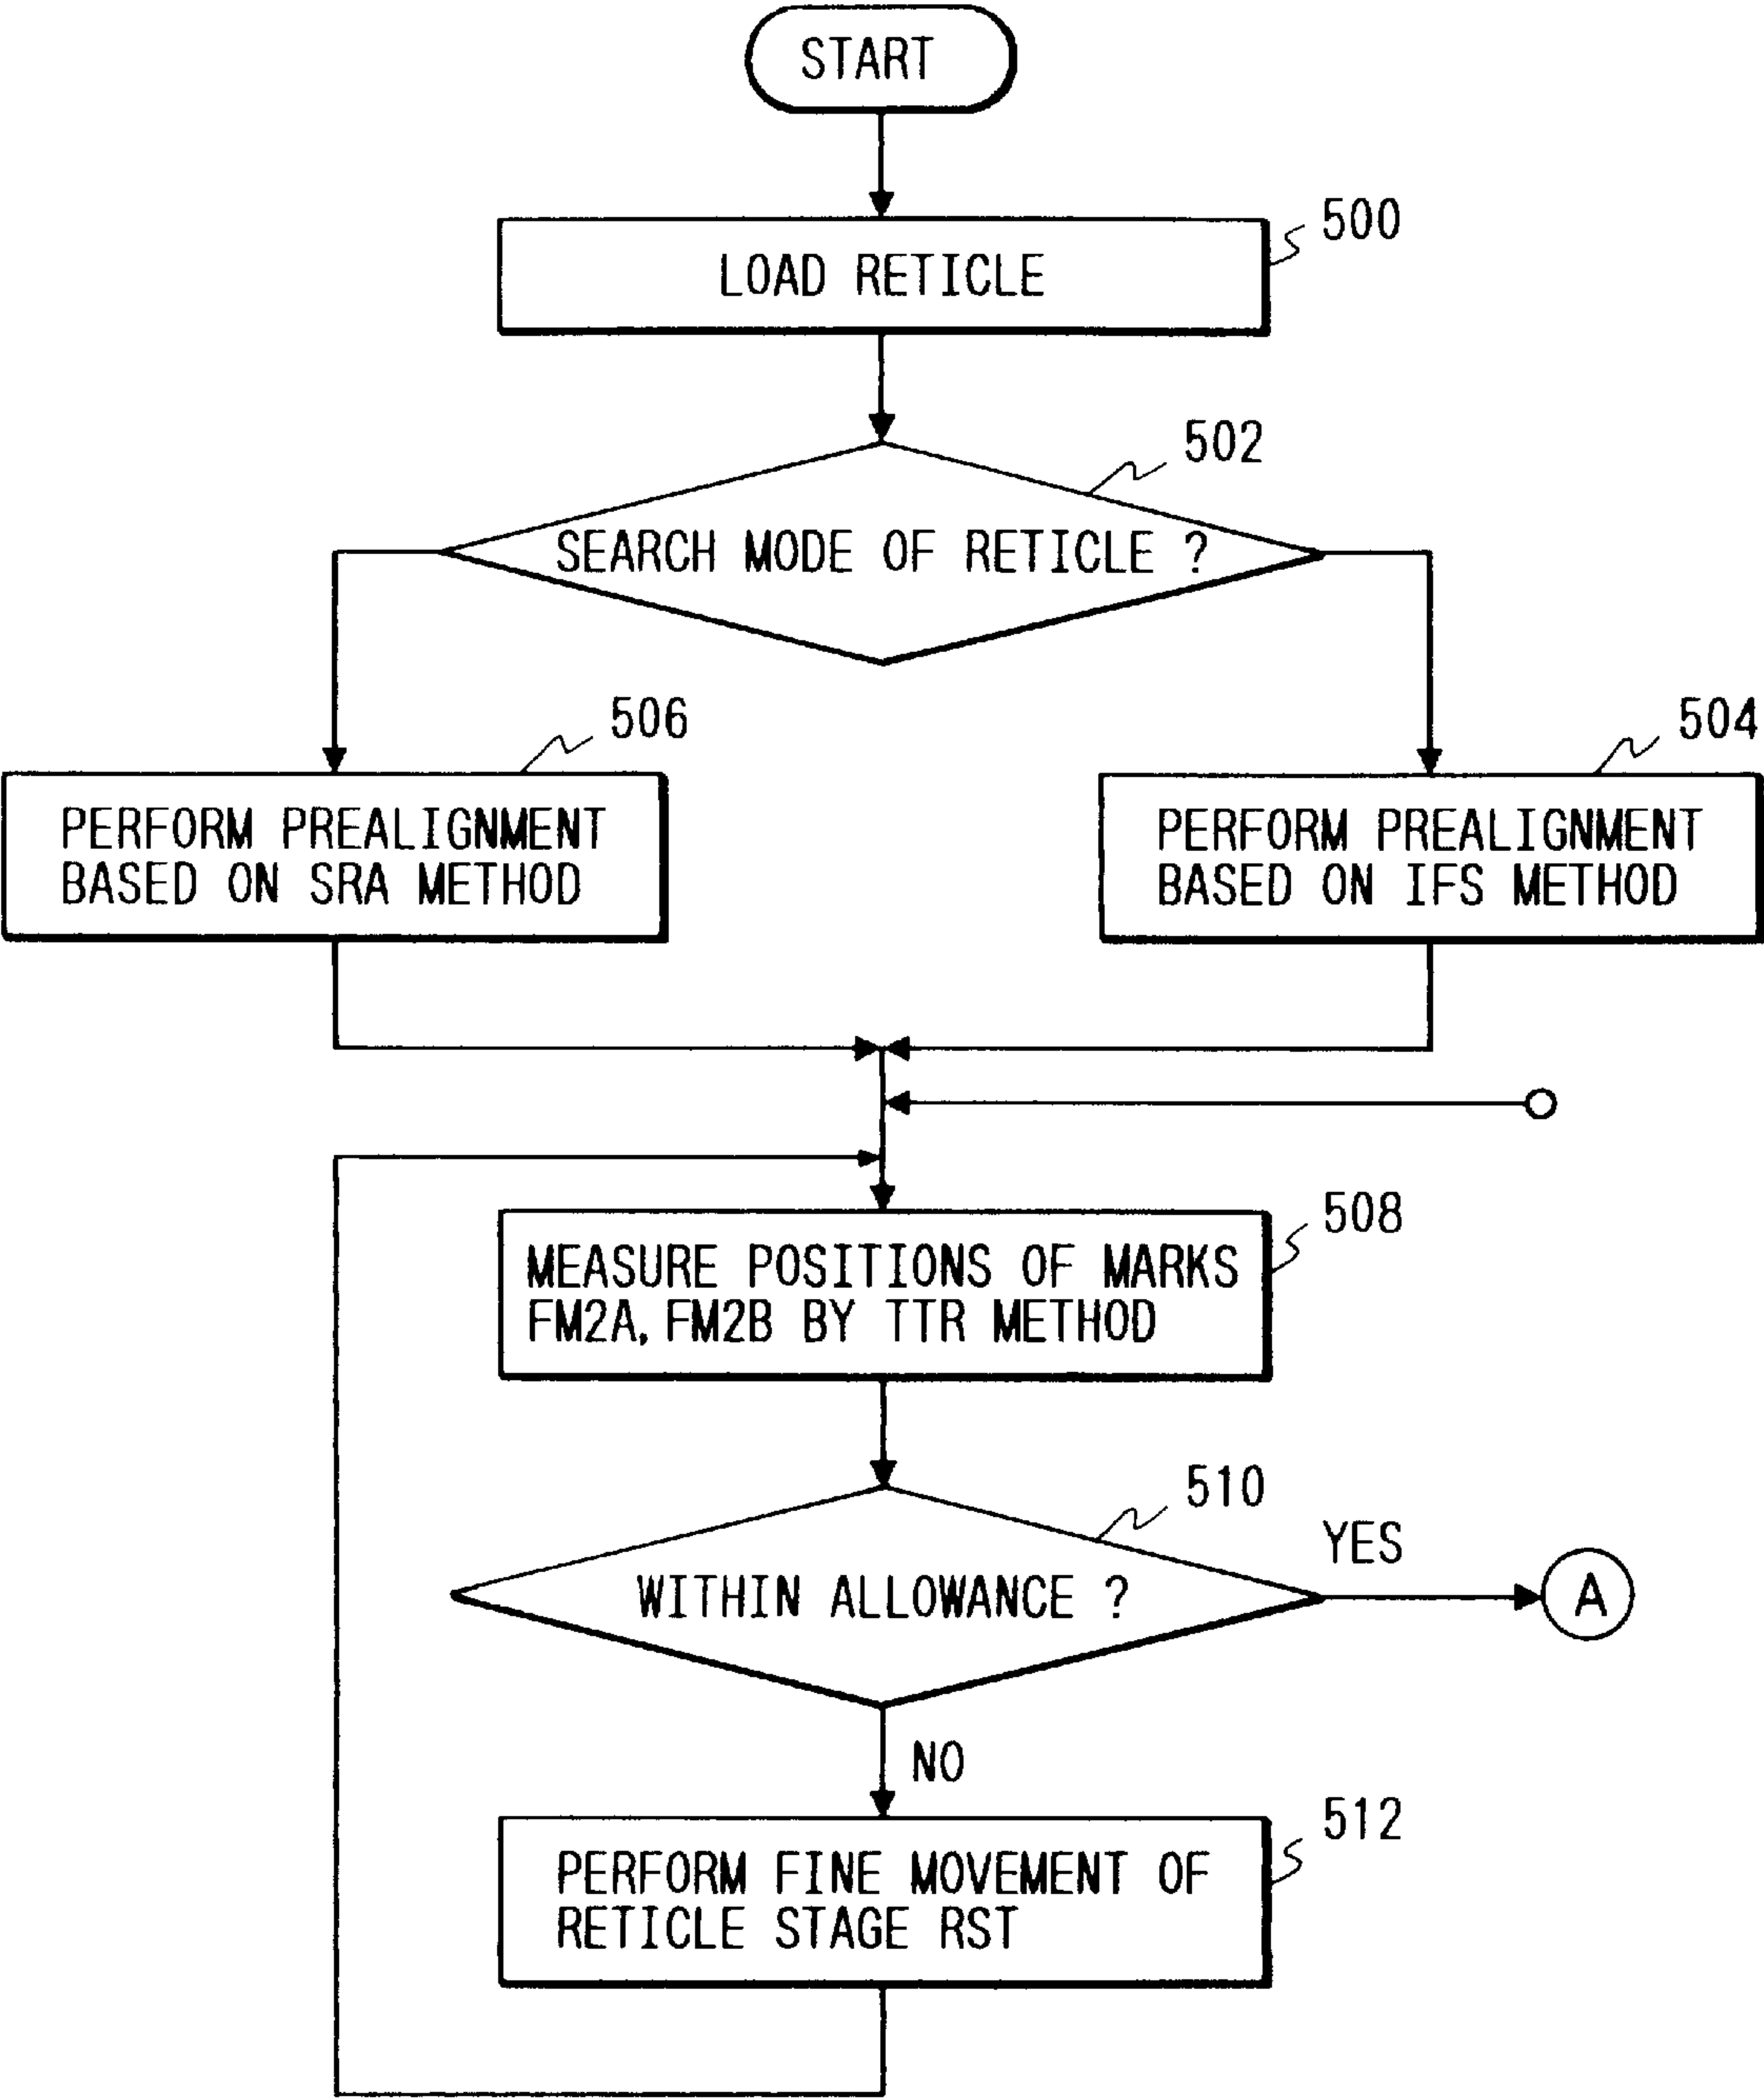 START
500
LOAD RETICLE
502
SEARCH MODE OF RETICLE ?
506
504
PERFORM PREALIGNMENT
BASED ON SRA METHOD
PERFORM PREALIGNMENT
BASED ON IFS METHOD
508
MEASURE POSITIONS OF MARKS
FM2A, FM2B BY TTR METHOD
510
YES
WITHIN ALLOWANCE ?
A
NO
512
PERFORM FINE MOVEMENT OF
RETICLE STAGE RST